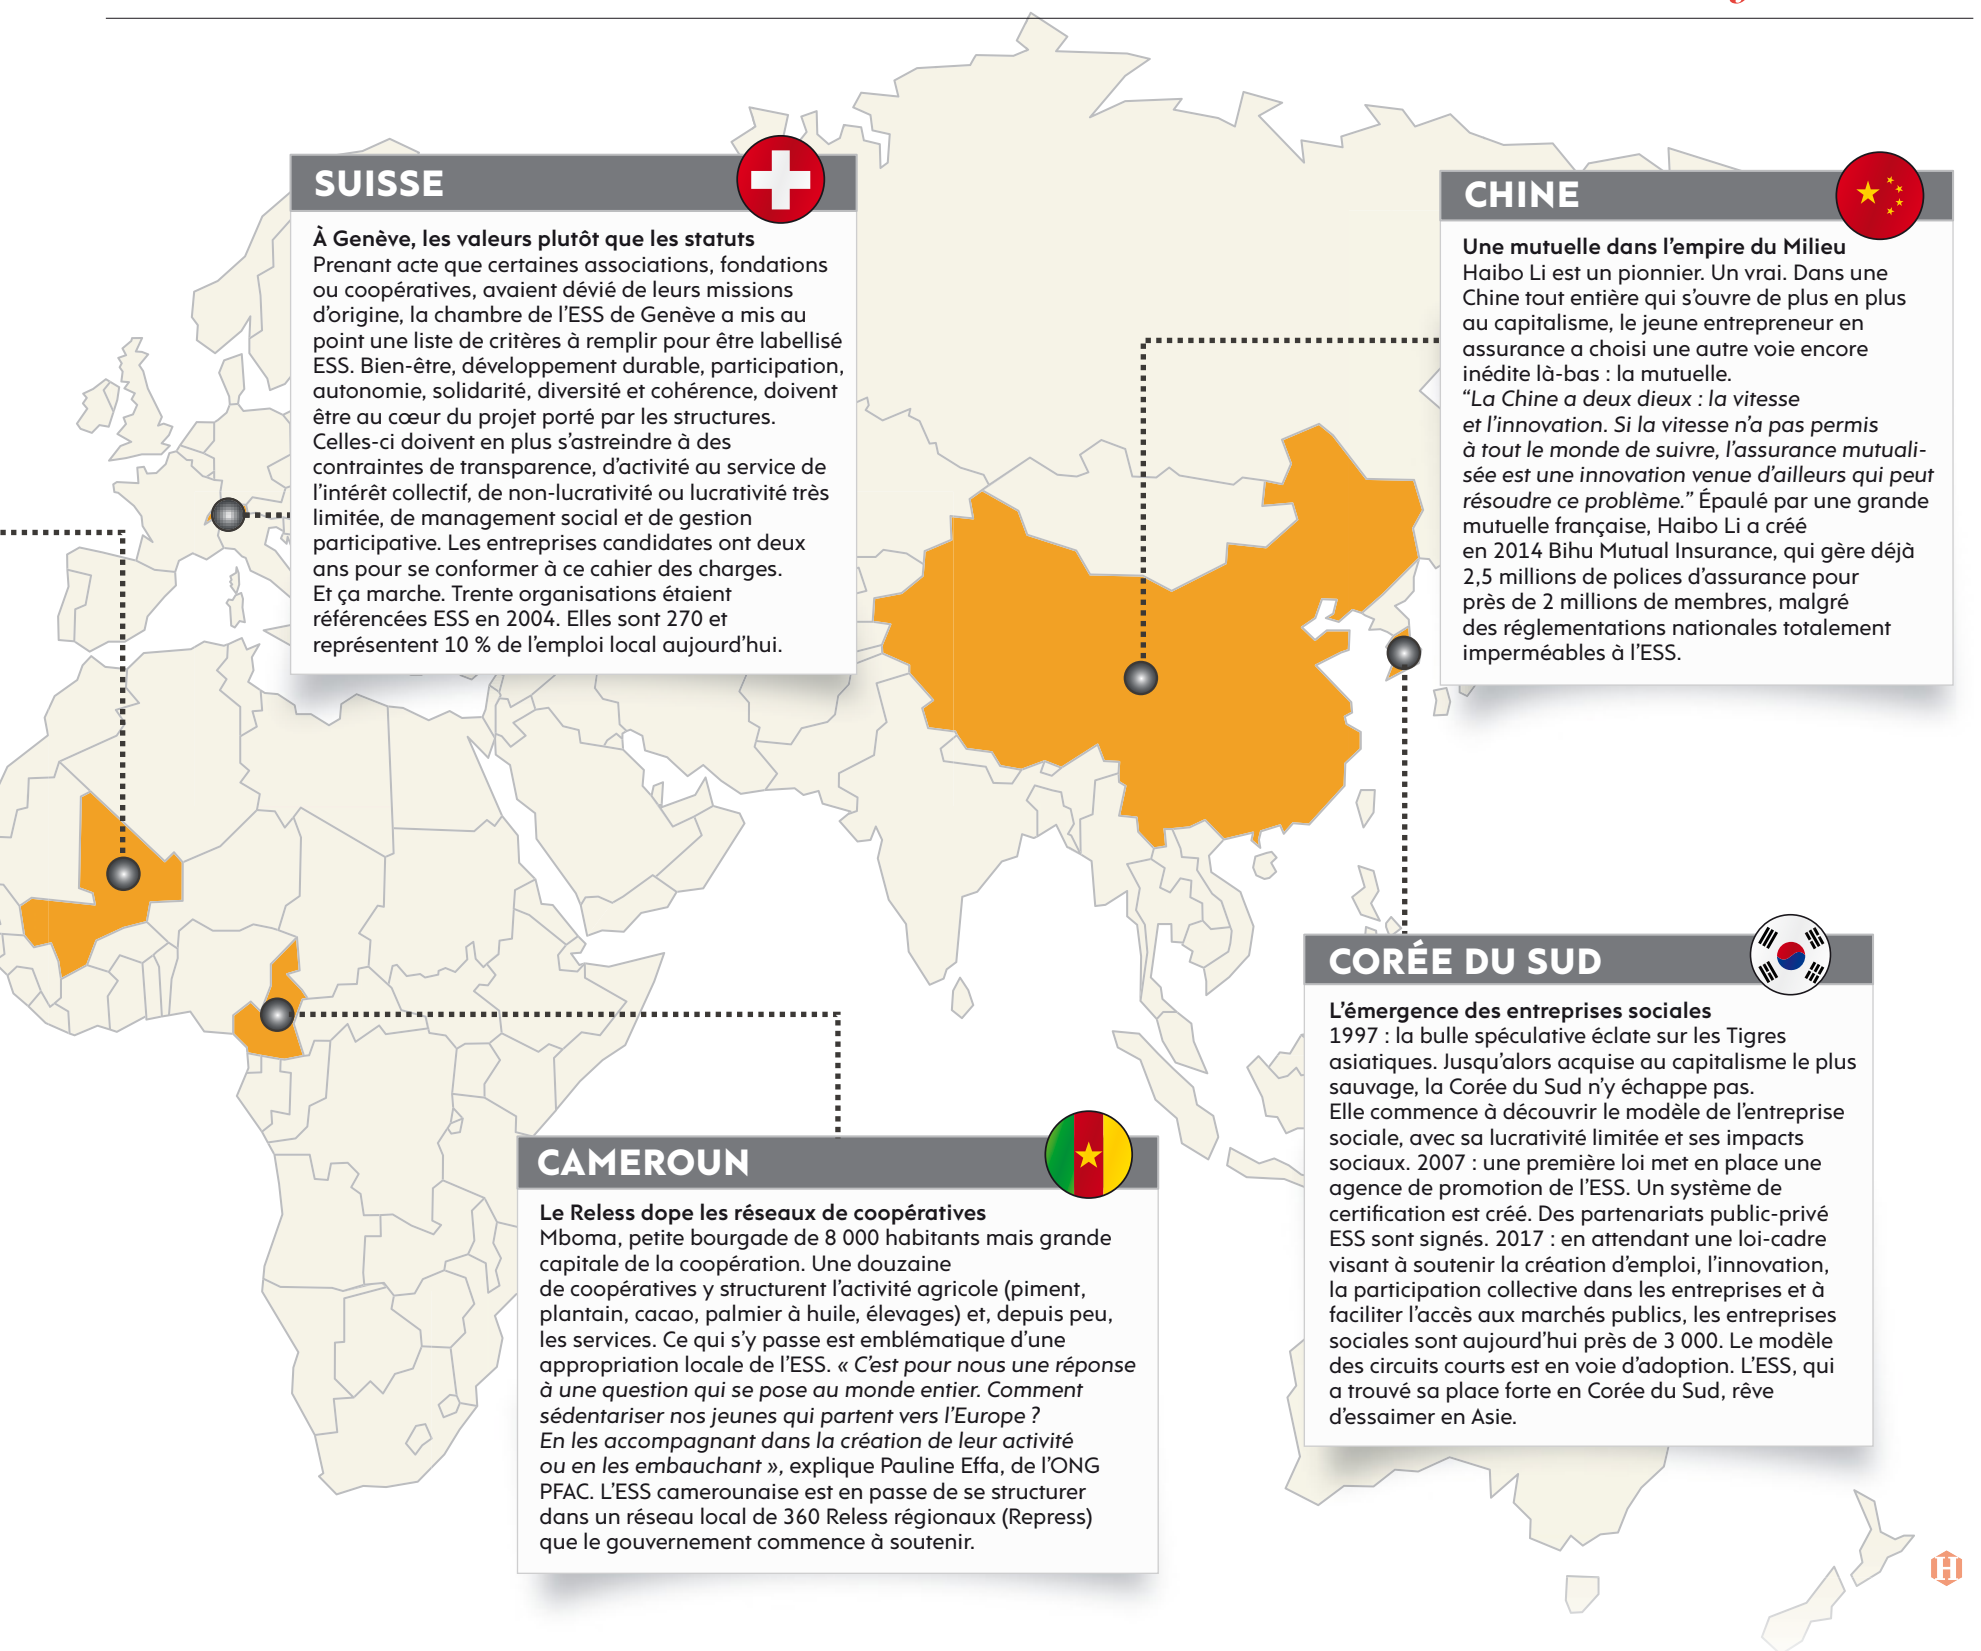 SUISSE
À Genève, les valeurs plutôt que les statuts
Prenant acte que certaines associations, fondations
ou coopératives, avaient dévié de leurs missions
d’origine, la chambre de l’ESS de Genève a mis au
point une liste de critères à remplir pour être labellisé
ESS. Bien-être, développement durable, participation,
autonomie, solidarité, diversité et cohérence, doivent
être au cœur du projet porté par les structures.
Celles-ci doivent en plus s’astreindre à des
contraintes de transparence, d’activité au service de
l’intérêt collectif, de non-lucrativité ou lucrativité très
limitée, de management social et de gestion
participative. Les entreprises candidates ont deux
ans pour se conformer à ce cahier des charges.
Et ça marche. Trente organisations étaient
référencées ESS en 2004. Elles sont 270 et
représentent 10 % de l’emploi local aujourd’hui.
CHINE
Une mutuelle dans l’empire du Milieu
Haibo Li est un pionnier. Un vrai. Dans une
Chine tout entière qui s’ouvre de plus en plus
au capitalisme, le jeune entrepreneur en
assurance a choisi une autre voie encore
inédite là-bas : la mutuelle.
“La Chine a deux dieux : la vitesse
et l’innovation. Si la vitesse n’a pas permis
à tout le monde de suivre, l’assurance mutuali-
sée est une innovation venue d’ailleurs qui peut
résoudre ce problème.” Épaulé par une grande
mutuelle française, Haibo Li a créé
en 2014 Bihu Mutual Insurance, qui gère déjà
2,5 millions de polices d’assurance pour
près de 2 millions de membres, malgré
des réglementations nationales totalement
imperméables à l’ESS.
CORÉE DU SUD
L’émergence des entreprises sociales
1997 : la bulle spéculative éclate sur les Tigres
asiatiques. Jusqu’alors acquise au capitalisme le plus
sauvage, la Corée du Sud n’y échappe pas.
Elle commence à découvrir le modèle de l’entreprise
sociale, avec sa lucrativité limitée et ses impacts
sociaux. 2007 : une première loi met en place une
agence de promotion de l’ESS. Un système de
certification est créé. Des partenariats public-privé
ESS sont signés. 2017 : en attendant une loi-cadre
visant à soutenir la création d’emploi, l’innovation,
la participation collective dans les entreprises et à
faciliter l’accès aux marchés publics, les entreprises
sociales sont aujourd’hui près de 3 000. Le modèle
des circuits courts est en voie d’adoption. L’ESS, qui
a trouvé sa place forte en Corée du Sud, rêve
d’essaimer en Asie.
CAMEROUN
Le Reless dope les réseaux de coopératives
Mboma, petite bourgade de 8 000 habitants mais grande
capitale de la coopération. Une douzaine
de coopératives y structurent l’activité agricole (piment,
plantain, cacao, palmier à huile, élevages) et, depuis peu,
les services. Ce qui s’y passe est emblématique d’une
appropriation locale de l’ESS. « C’est pour nous une réponse
à une question qui se pose au monde entier. Comment
sédentariser nos jeunes qui partent vers l’Europe ?
En les accompagnant dans la création de leur activité
ou en les embauchant », explique Pauline Effa, de l’ONG
PFAC. L’ESS camerounaise est en passe de se structurer
dans un réseau local de 360 Reless régionaux (Repress)
que le gouvernement commence à soutenir.
H